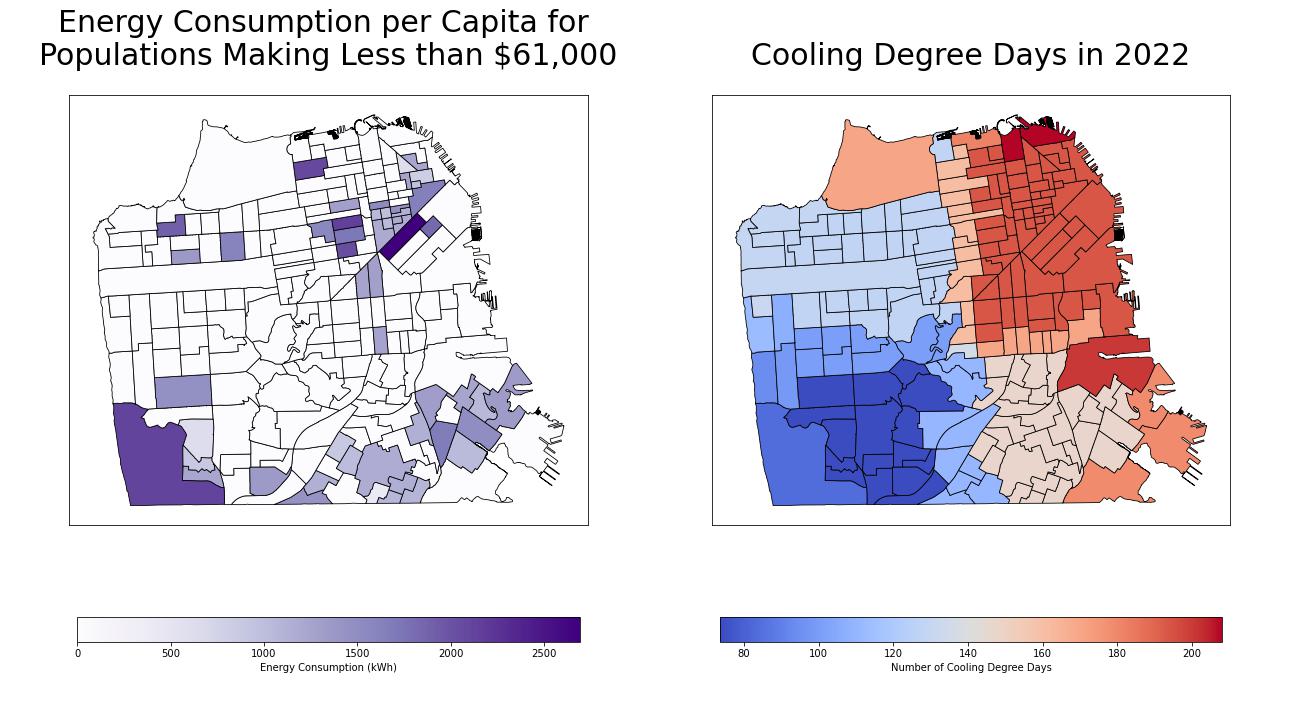 Energy Consumption per Capita for
Populations Making Less than $61,000
Cooling Degree Days in 2022
0 500 1000 1500 2000 2500
Energy Consumption (kWh)
80 100 120 140 160 180 200
Number of Cooling Degree Days